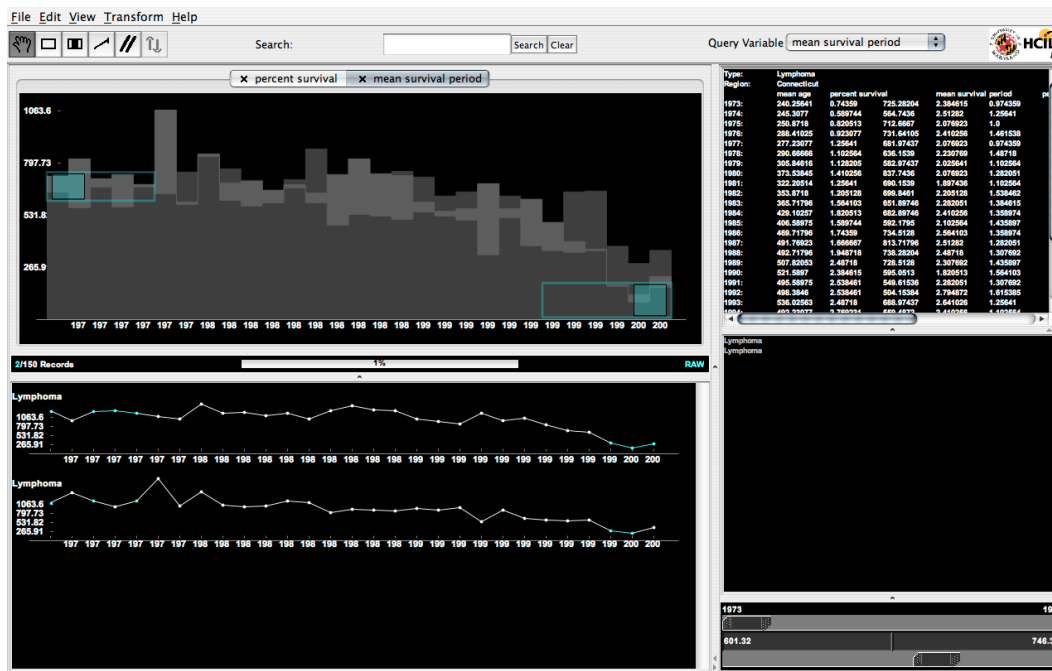 File Edit View Transform Help
Search: Search Clear
Query Variable mean survival period
HCIL
× percent survival × mean survival period
1063.6
797.73
531.82
265.91
197 197 197 197 197 197 198 198 198 198 198 198 198 198 198 198 199 199 199 199 199 199 199 199 199 199 200 200
2/150 Records 1% RAW
Lymphoma
1063.6
797.73
531.82
265.91
197 197 197 197 197 197 198 198 198 198 198 198 198 198 198 198 199 199 199 199 199 199 199 199 199 199 200 200
Lymphoma
1063.6
797.73
531.82
265.91
197 197 197 197 197 197 198 198 198 198 198 198 198 198 198 198 199 199 199 199 199 199 199 199 199 199 200 200
Type: Lymphoma
Region: Connecticut
mean age percent survival mean survival period pe
1973: 240.25641 0.74359 725.28204 2.384615 0.974359
1974: 245.3077 0.589744 564.7436 2.51282 1.25641
1975: 250.8718 0.820513 712.6667 2.076923 1.0
1976: 288.41025 0.923077 731.64105 2.410256 1.461538
1977: 277.23077 1.25641 681.97437 2.076923 0.974359
1978: 290.66666 1.102564 636.1539 2.230769 1.48718
1979: 305.84616 1.128205 582.97437 2.025641 1.102564
1980: 373.53845 1.410256 837.7436 2.076923 1.282051
1981: 322.20514 1.25641 690.1539 1.897436 1.102564
1982: 353.8718 1.205128 699.8461 2.205128 1.538462
1983: 365.71796 1.564103 651.89746 2.282051 1.384615
1984: 429.10257 1.820513 682.89746 2.410256 1.358974
1985: 406.58975 1.589744 592.1795 2.102564 1.435897
1986: 469.71796 1.74359 734.5128 2.564103 1.358974
1987: 491.76923 1.666667 813.71796 2.51282 1.282051
1988: 492.71796 1.948718 738.28204 2.48718 1.307692
1989: 507.82053 2.48718 728.5128 2.307692 1.435897
1990: 521.5897 2.384615 595.0513 1.820513 1.564103
1991: 495.58975 2.538461 549.61536 2.282051 1.307692
1992: 498.3846 2.538461 504.15384 2.794872 1.615385
1993: 536.02563 2.48718 688.97437 2.641026 1.25641
Lymphoma
Lymphoma
1973 19
601.32 746.3